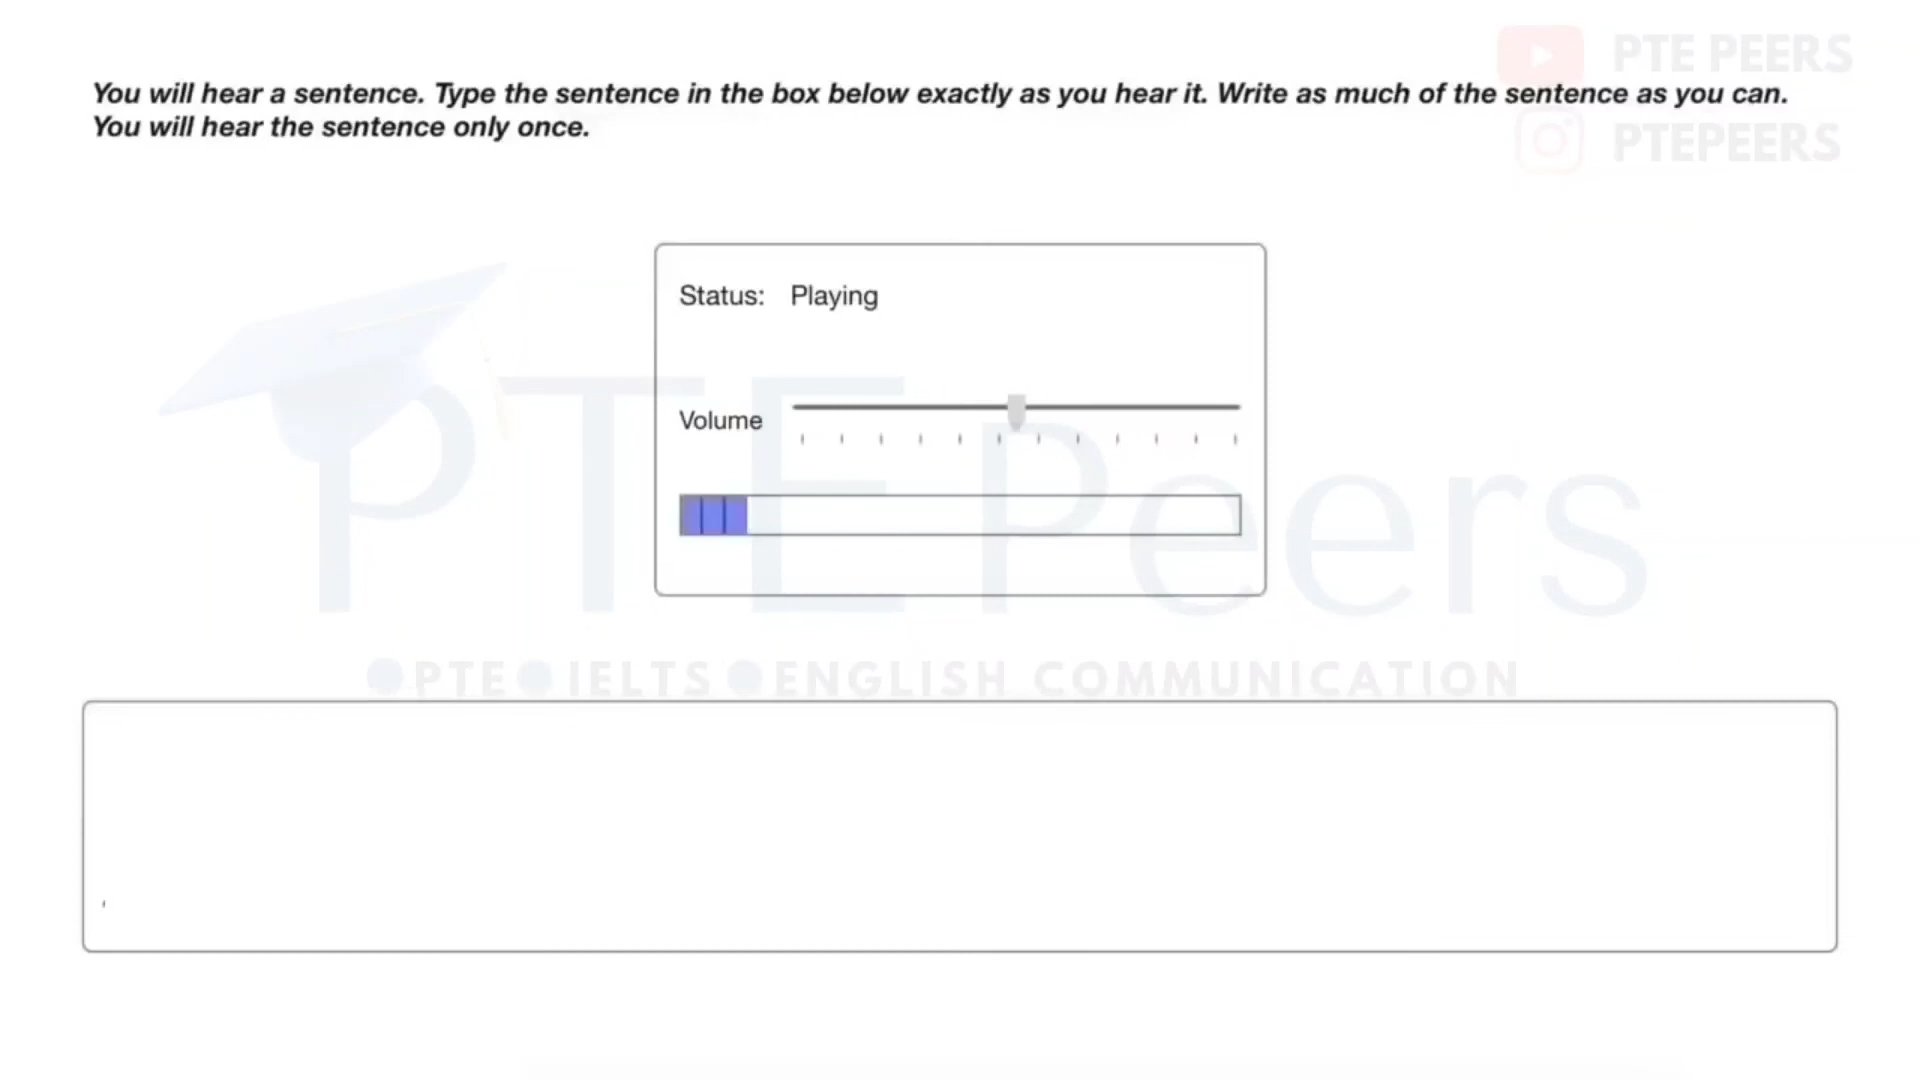 PTE PEERS
You will hear a sentence. Type the sentence in the box below exactly as you hear it. Write as much of the sentence as you can.
You will hear the sentence only once.
PTEPEERS
Status: Playing
Volume
PTE Peers
PTE IELTS ENGLISH COMMUNICATION